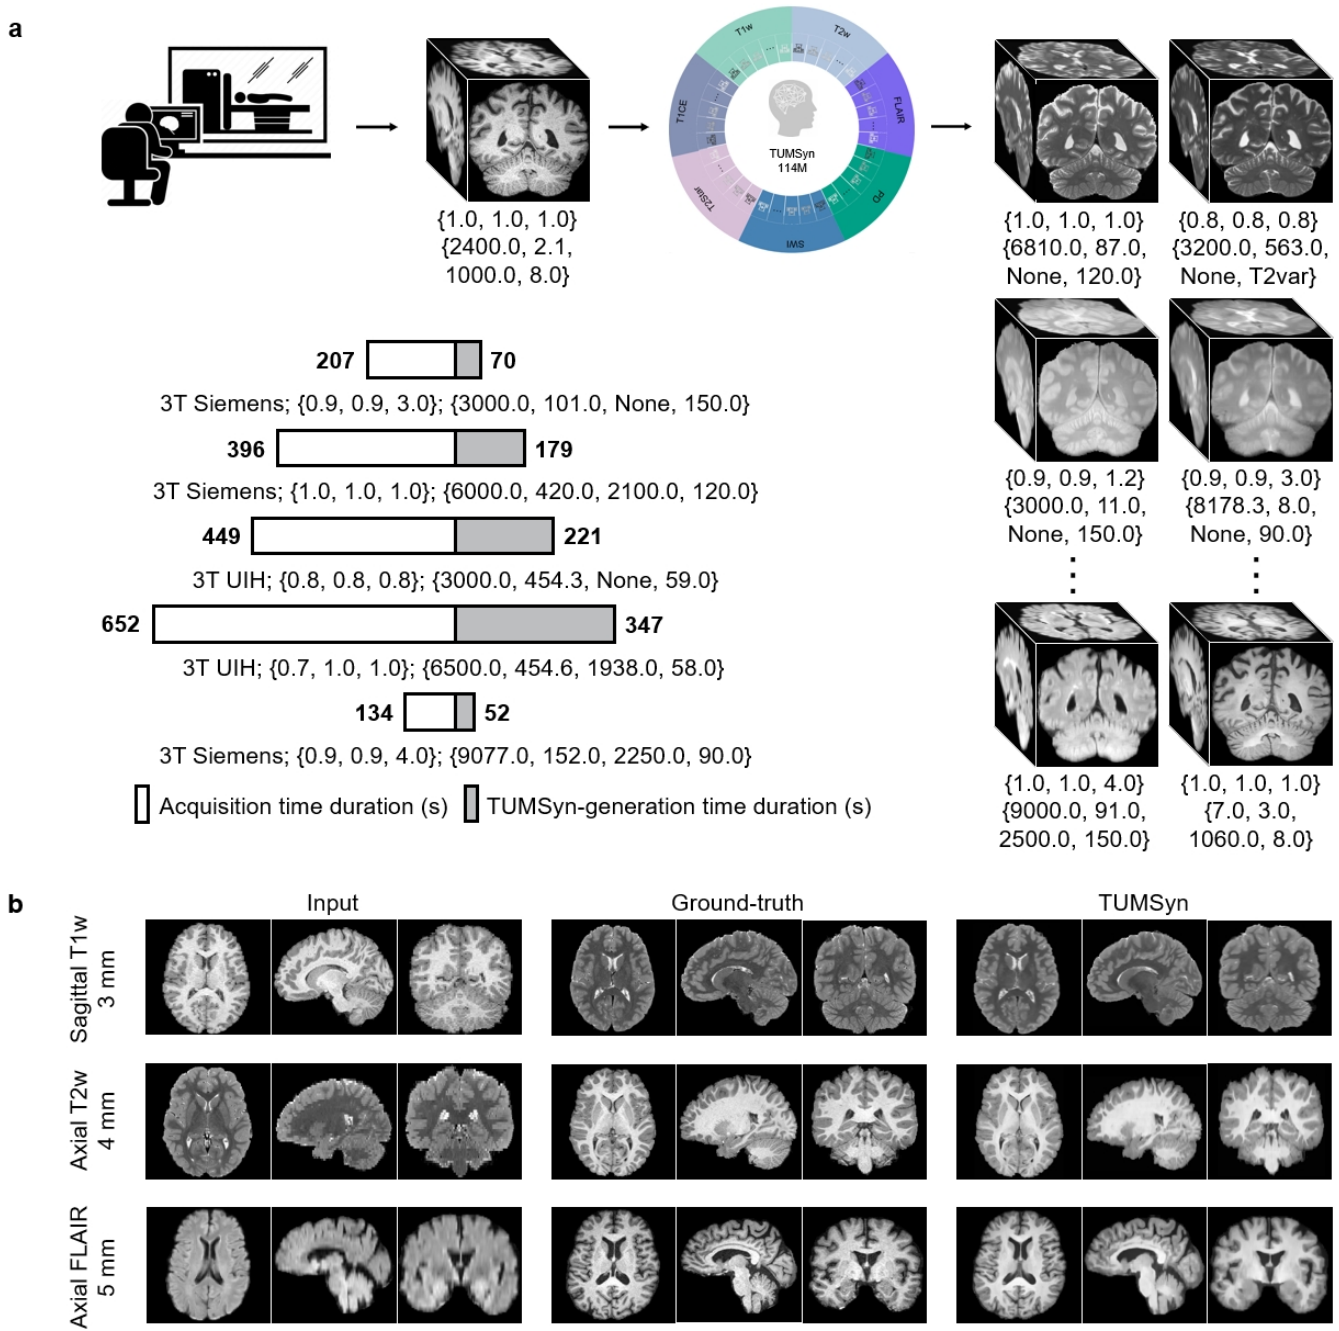 a
T1w
T2w
FLAIR
PD
SWI
T2Star
T1CE
TUMSyn
114M
{1.0, 1.0, 1.0}
{2400.0, 2.1,
1000.0, 8.0}
{1.0, 1.0, 1.0}
{6810.0, 87.0,
None, 120.0}
{0.8, 0.8, 0.8}
{3200.0, 563.0,
None, T2var}
{0.9, 0.9, 1.2}
{3000.0, 11.0,
None, 150.0}
{0.9, 0.9, 3.0}
{8178.3, 8.0,
None, 90.0}
{1.0, 1.0, 4.0}
{9000.0, 91.0,
2500.0, 150.0}
{1.0, 1.0, 1.0}
{7.0, 3.0,
1060.0, 8.0}
207 70
3T Siemens; {0.9, 0.9, 3.0}; {3000.0, 101.0, None, 150.0}
396 179
3T Siemens; {1.0, 1.0, 1.0}; {6000.0, 420.0, 2100.0, 120.0}
449 221
3T UIH; {0.8, 0.8, 0.8}; {3000.0, 454.3, None, 59.0}
652 347
3T UIH; {0.7, 1.0, 1.0}; {6500.0, 454.6, 1938.0, 58.0}
134 52
3T Siemens; {0.9, 0.9, 4.0}; {9077.0, 152.0, 2250.0, 90.0}
Acquisition time duration (s) TUMSyn-generation time duration (s)
b
Input Ground-truth TUMSyn
Sagittal T1w
3 mm
Axial T2w
4 mm
Axial FLAIR
5 mm